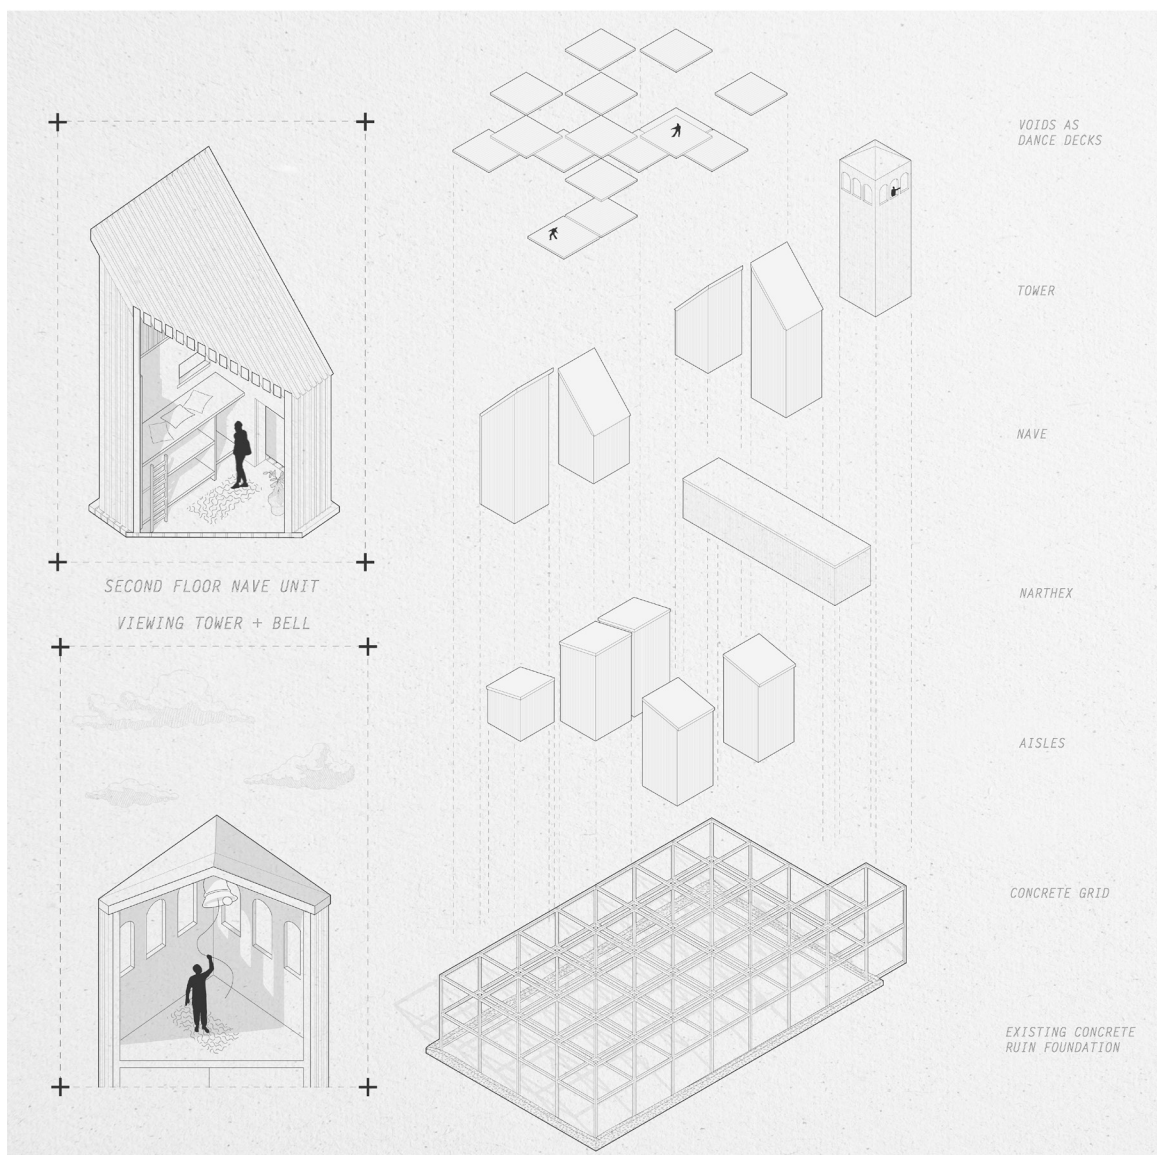 VOIDS AS
DANCE DECKS
TOWER
NAVE
SECOND FLOOR NAVE UNIT
NARTHEX
VIEWING TOWER + BELL
AISLES
CONCRETE GRID
EXISTING CONCRETE
RUIN FOUNDATION